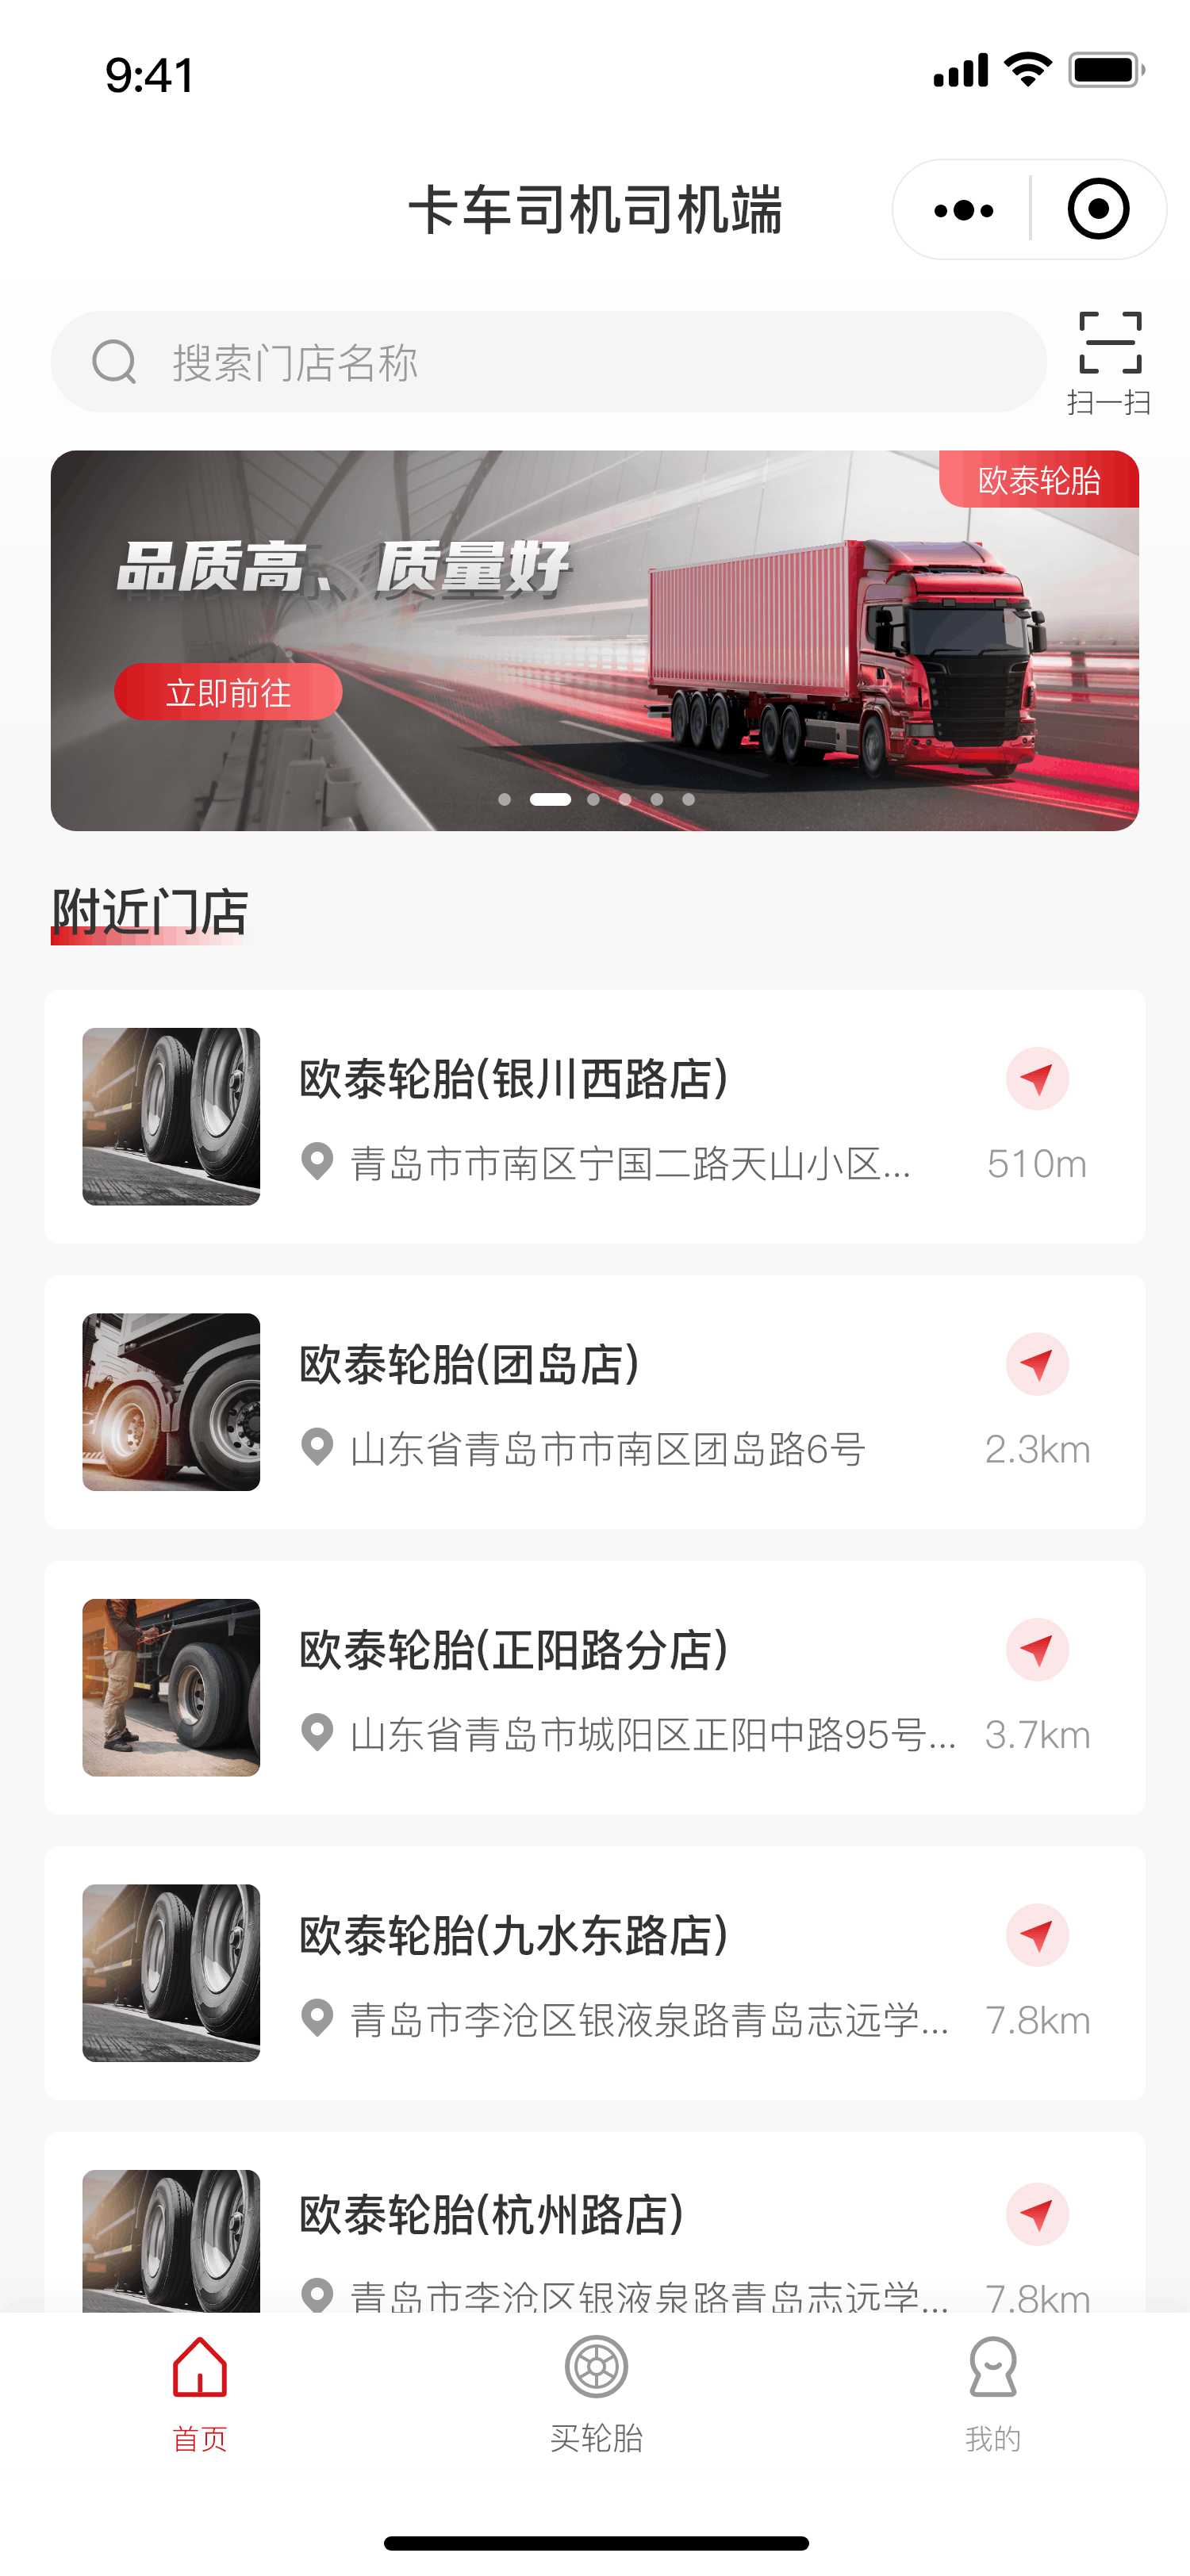 9:41
卡车司机司机端
搜索门店名称
扫一扫
欧泰轮胎
品质高、质量好
立即前往
附近门店
欧泰轮胎(银川西路店)
青岛市市南区宁国二路天山小区...
510m
欧泰轮胎(团岛店)
山东省青岛市市南区团岛路6号
2.3km
欧泰轮胎(正阳路分店)
山东省青岛市城阳区正阳中路95号...
3.7km
欧泰轮胎(九水东路店)
青岛市李沧区银液泉路青岛志远学...
7.8km
欧泰轮胎(杭州路店)
青岛市李沧区银液泉路青岛志远学...
7.8km
首页
买轮胎
我的